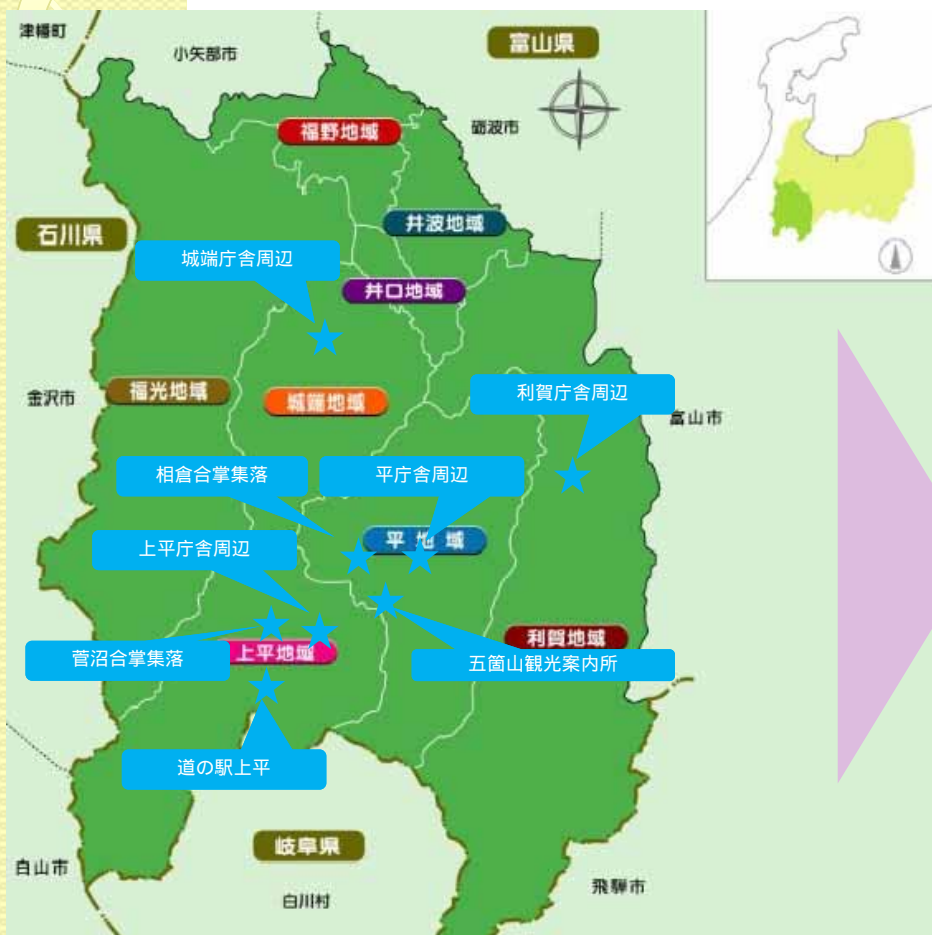 津幡町
小矢部市
富山県
福野地域
砺波市
井波地域
石川県
城端庁舎周辺
井口地域
福光地域
金沢市
城端地域
利賀庁舎周辺
富山市
相倉合掌集落
平庁舎周辺
平地域
上平庁舎周辺
利賀地域
菅沼合掌集落
上平地域
五箇山観光案内所
道の駅上平
岐阜県
白山市
飛騨市
白川村